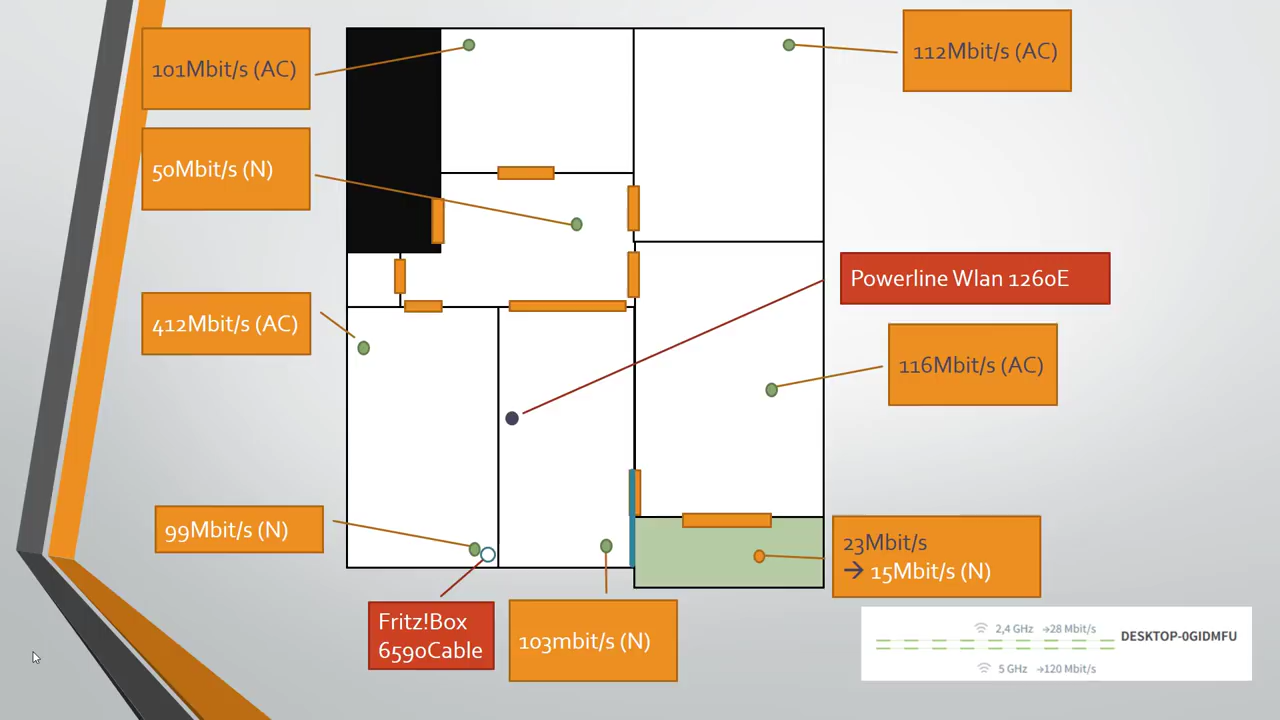 101Mbit/s (AC)
112Mbit/s (AC)
50Mbit/s (N)
Powerline Wlan 1260E
412Mbit/s (AC)
116Mbit/s (AC)
99Mbit/s (N)
23Mbit/s
→ 15Mbit/s (N)
Fritz!Box
6590Cable
103mbit/s (N)
2,4 GHz →28 Mbit/s
DESKTOP-0GIDMFU
5 GHz →120 Mbit/s